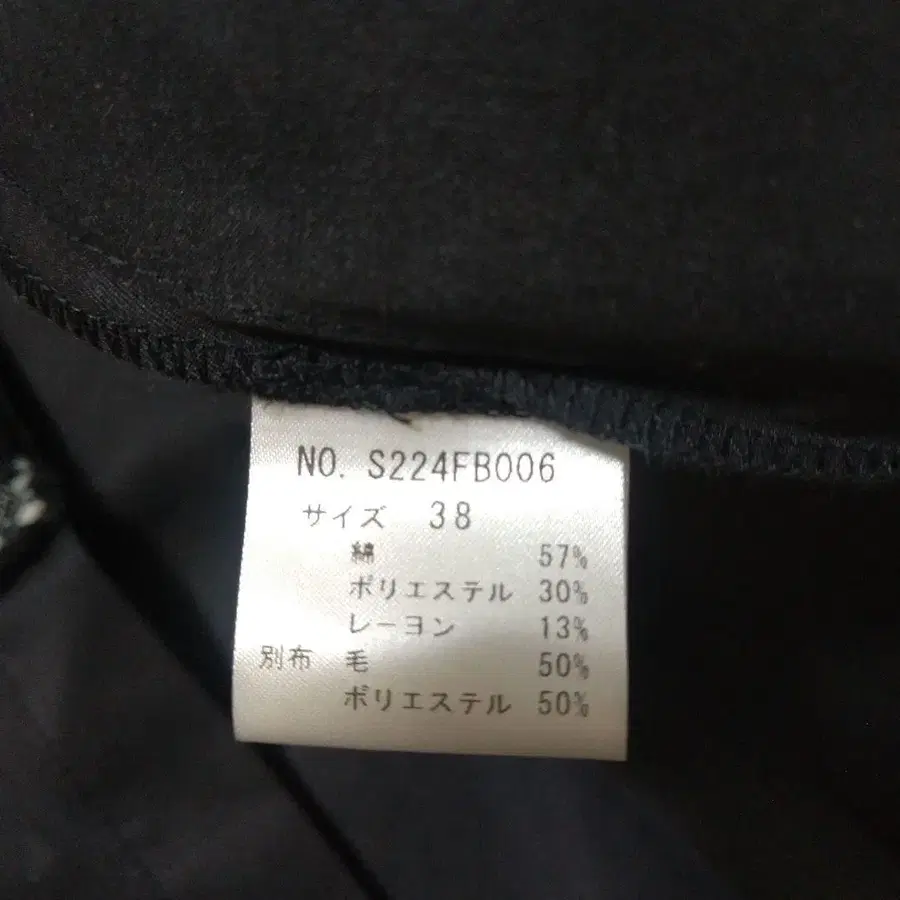 NO. S224FB006
サイズ 38
綿 57%
ポリエステル 30%
レーヨン 13%
別布 毛 50%
ポリエステル 50%